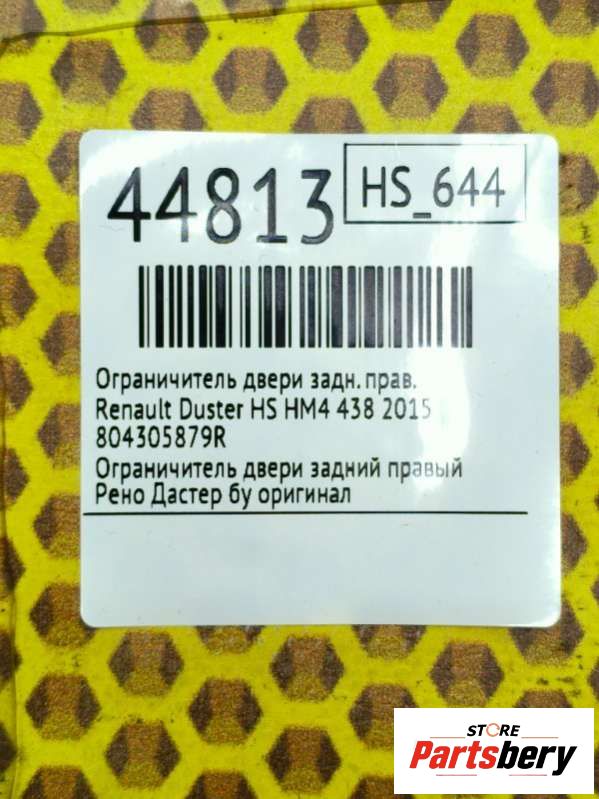 44813
HS_644
Ограничитель двери задн. прав.
Renault Duster HS HM4 438 2015
804305879R
Ограничитель двери задний правый
Рено Дастер бу оригинал
STORE
Partsbery